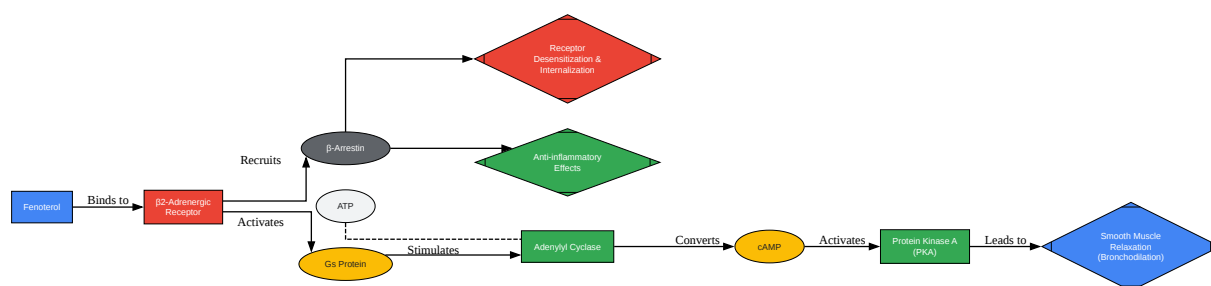 Receptor
Desensitization &
Internalization
β-Arrestin
Recruits
Anti-inflammatory
Effects
Fenoterol
Binds to
β2-Adrenergic
Receptor
ATP
Activates
Gs Protein
Stimulates
Adenylyl Cyclase
Converts
cAMP
Activates
Protein Kinase A
(PKA)
Leads to
Smooth Muscle
Relaxation
(Bronchodilation)